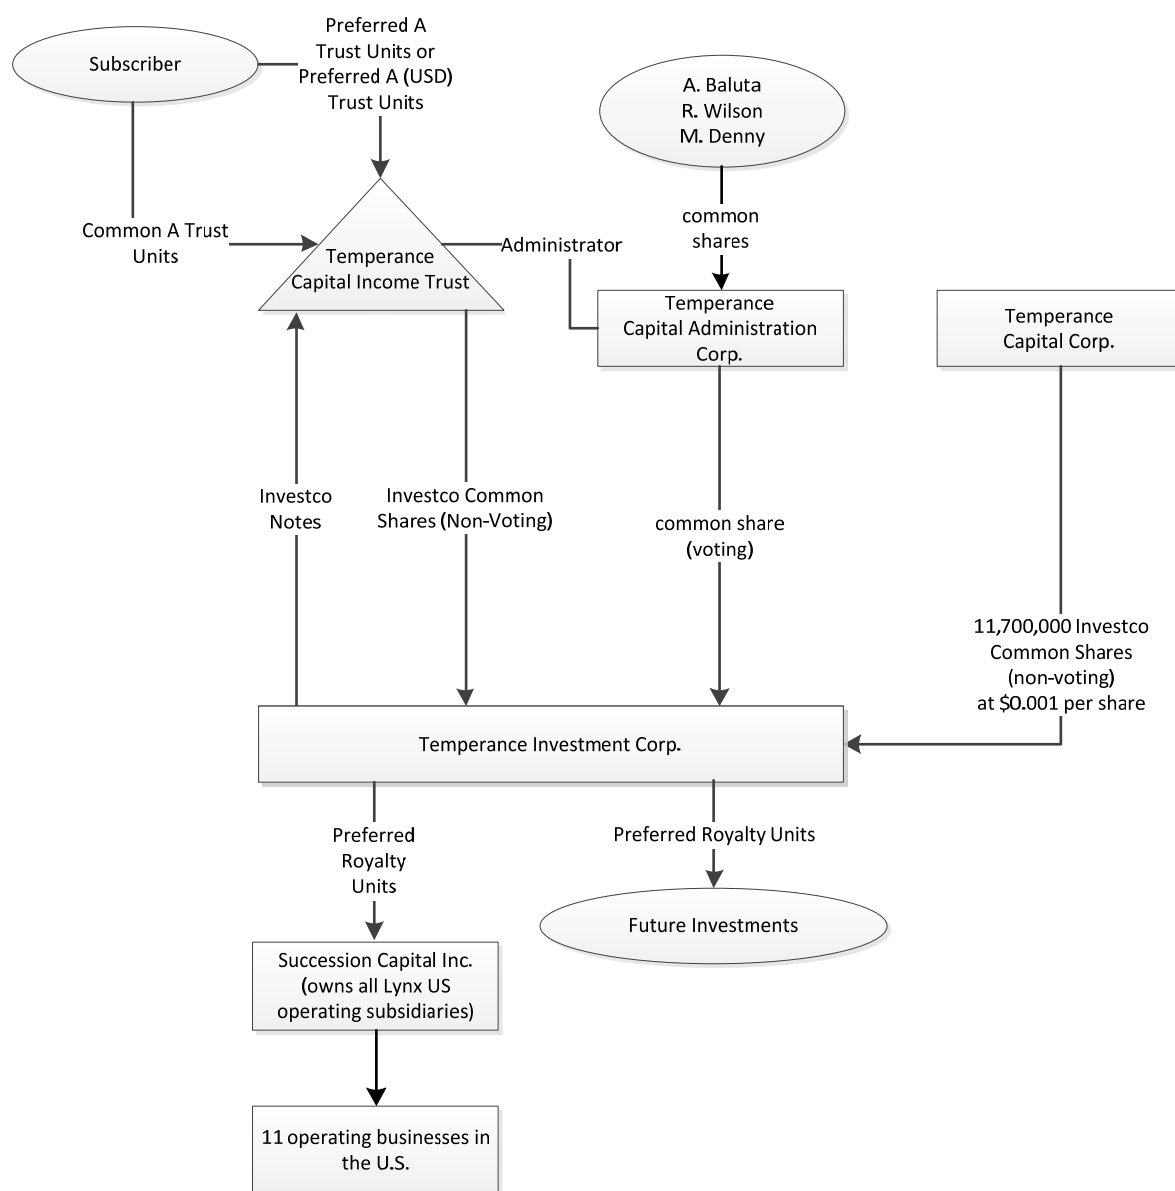 Subscriber
Preferred A
Trust Units or
Preferred A (USD)
Trust Units
A. Baluta
R. Wilson
M. Denny
Common A Trust
Units
Temperance
Capital Income Trust
Administrator
common
shares
Temperance
Capital Administration
Corp.
Temperance
Capital Corp.
Investco
Notes
Investco Common
Shares (Non-Voting)
common share
(voting)
11,700,000 Investco
Common Shares
(non-voting)
at $0.001 per share
Temperance Investment Corp.
Preferred
Royalty
Units
Preferred Royalty Units
Future Investments
Succession Capital Inc.
(owns all Lynx US
operating subsidiaries)
11 operating businesses in
the U.S.